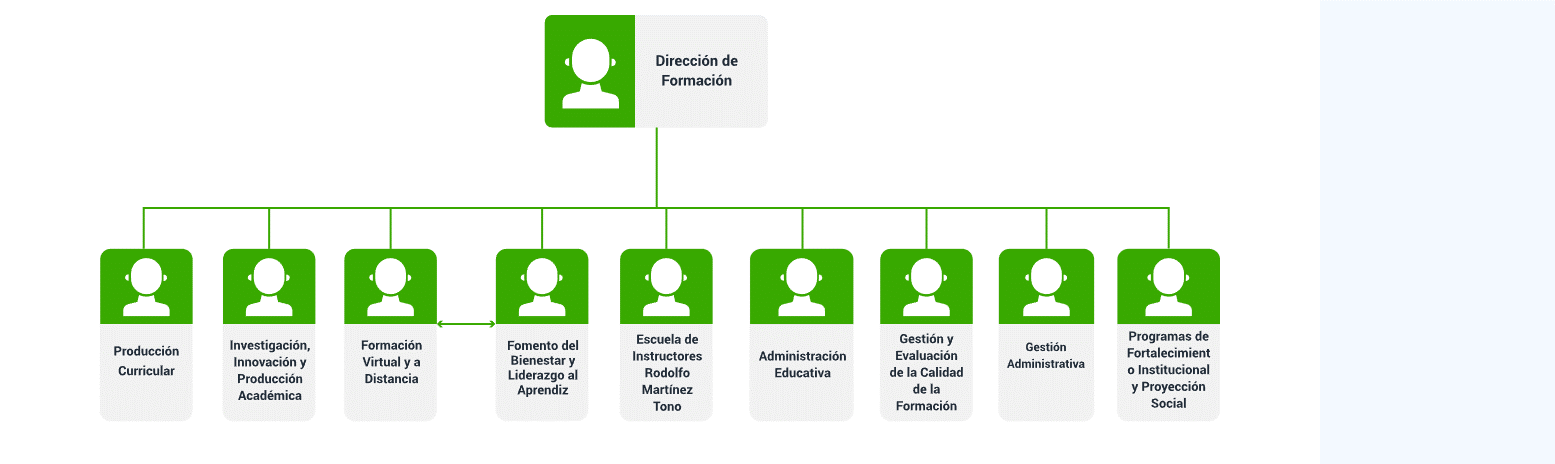 Dirección de
Formación
Producción
Curricular
Investigación,
Innovación y
Producción
Académica
Formación
Virtual y a
Distancia
Fomento del
Bienestar y
Liderazgo al
Aprendiz
Escuela de
Instructores
Rodolfo
Martínez
Tono
Administración
Educativa
Gestión y
Evaluación
de la Calidad
de la
Formación
Gestión
Administrativa
Programas de
Fortalecimient
o Institucional
y Proyección
Social